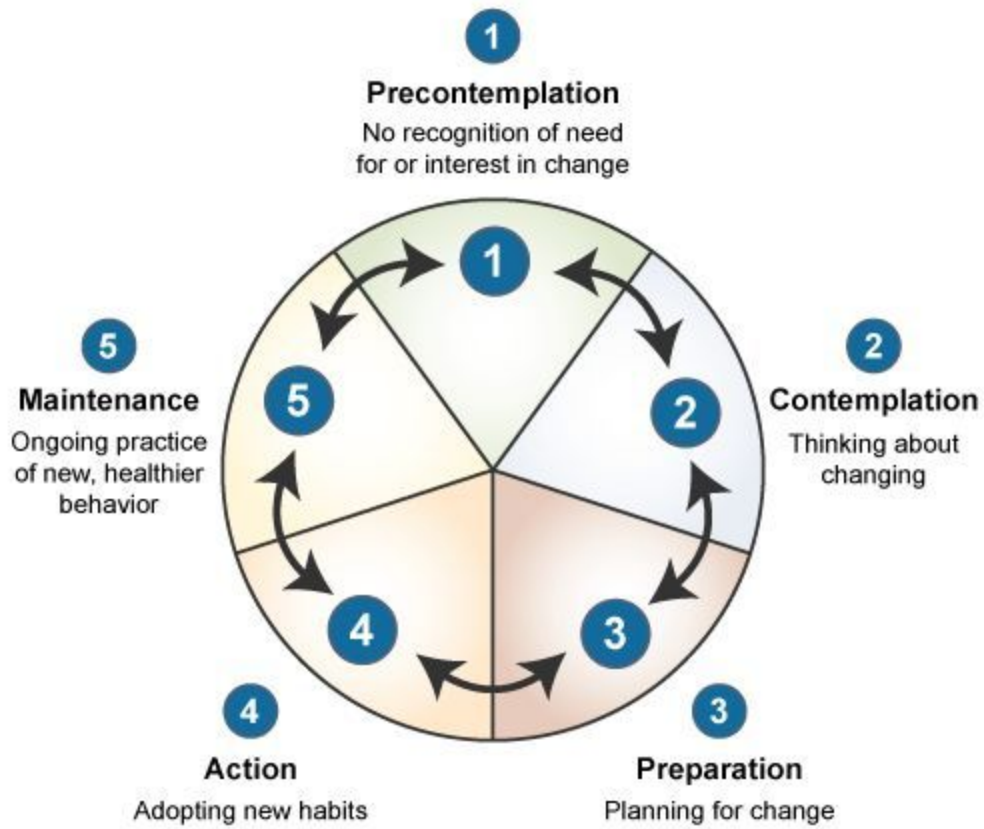 1
Precontemplation
No recognition of need
for or interest in change
1
2
3
4
5
2
Contemplation
Thinking about
changing
3
Preparation
Planning for change
4
Action
Adopting new habits
5
Maintenance
Ongoing practice
of new, healthier
behavior